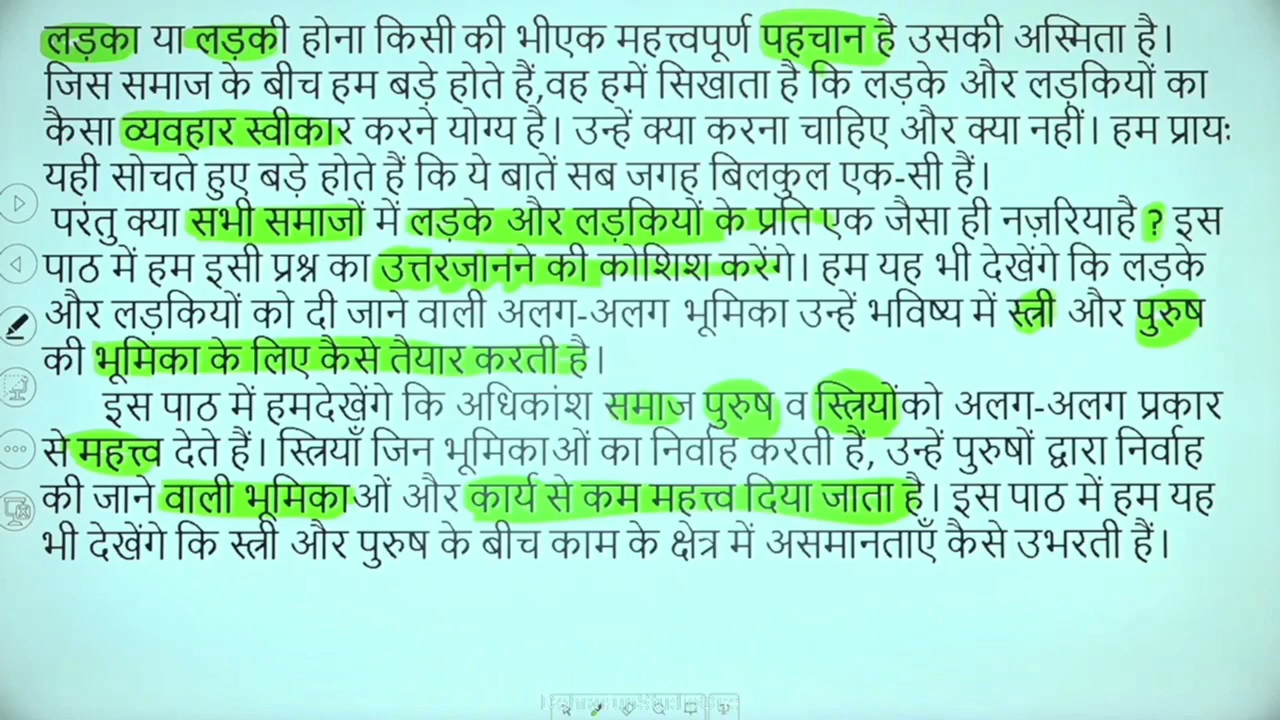 लड़का या लड़की होना किसी की भीएक महत्त्वपूर्ण पहचान है उसकी अस्मिता है।
जिस समाज के बीच हम बड़े होते हैं,वह हमें सिखाता है कि लड़के और लड़कियों का
कैसा व्यवहार स्वीकार करने योग्य है। उन्हें क्या करना चाहिए और क्या नहीं। हम प्रायः
यही सोचते हुए बड़े होते हैं कि ये बातें सब जगह बिलकुल एक-सी हैं।
परंतु क्या सभी समाजों में लड़के और लड़कियों के प्रति एक जैसा ही नज़रियाहै ? इस
पाठ में हम इसी प्रश्न का उत्तरजानने की कोशिश करेंगे। हम यह भी देखेंगे कि लड़के
और लड़कियों को दी जाने वाली अलग-अलग भूमिका उन्हें भविष्य में स्त्री और पुरुष
की भूमिका के लिए कैसे तैयार करती है।
इस पाठ में हमदेखेंगे कि अधिकांश समाज पुरुष व स्त्रियोंको अलग-अलग प्रकार
से महत्त्व देते हैं। स्त्रियाँ जिन भूमिकाओं का निर्वाह करती हैं, उन्हें पुरुषों द्वारा निर्वाह
की जाने वाली भूमिकाओं और कार्य से कम महत्त्व दिया जाता है। इस पाठ में हम यह
भी देखेंगे कि स्त्री और पुरुष के बीच काम के क्षेत्र में असमानताएँ कैसे उभरती हैं।